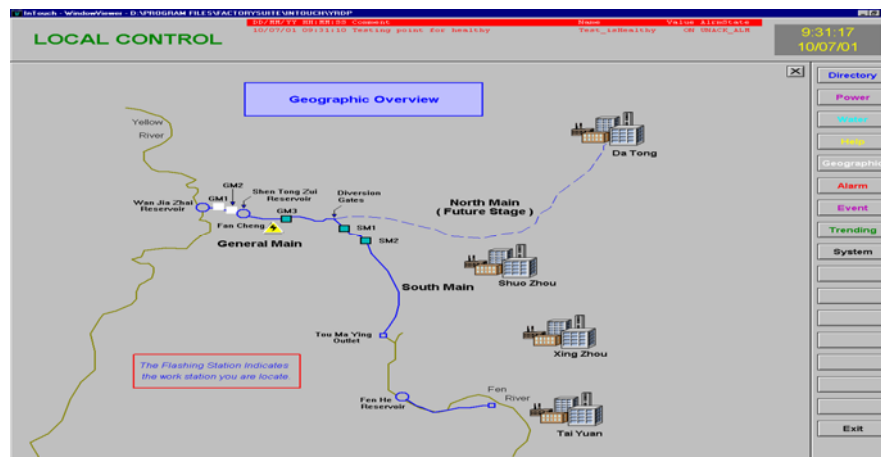 InTouch - WindowViewer - D:\PROGRAM FILES\FACTORYSUITE\INTOUCH\YRDP
DD/MM/YY HH:MM:SS Comment Name Value AlrmState
10/07/01 09:31:10 Testing point for healthy Test_isHealthy ON UNACK_ALM
LOCAL CONTROL
9:31:17
10/07/01
Geographic Overview
Directory
Power
Water
Help
Geographic
Alarm
Event
Trending
System
Exit
Yellow
River
Da Tong
GM2
GM1
Shen Tong Zui
Reservoir
Wan Jia Zhai
Reservoir
GM3
Diversion
Gates
North Main
( Future Stage )
Fan Cheng
General Main
SM1
SM2
Shuo Zhou
South Main
Tou Ma Ying
Outlet
Xing Zhou
The Flashing Station Indicates
the work station you are locate.
Fen He
Reservoir
Fen
River
Tai Yuan